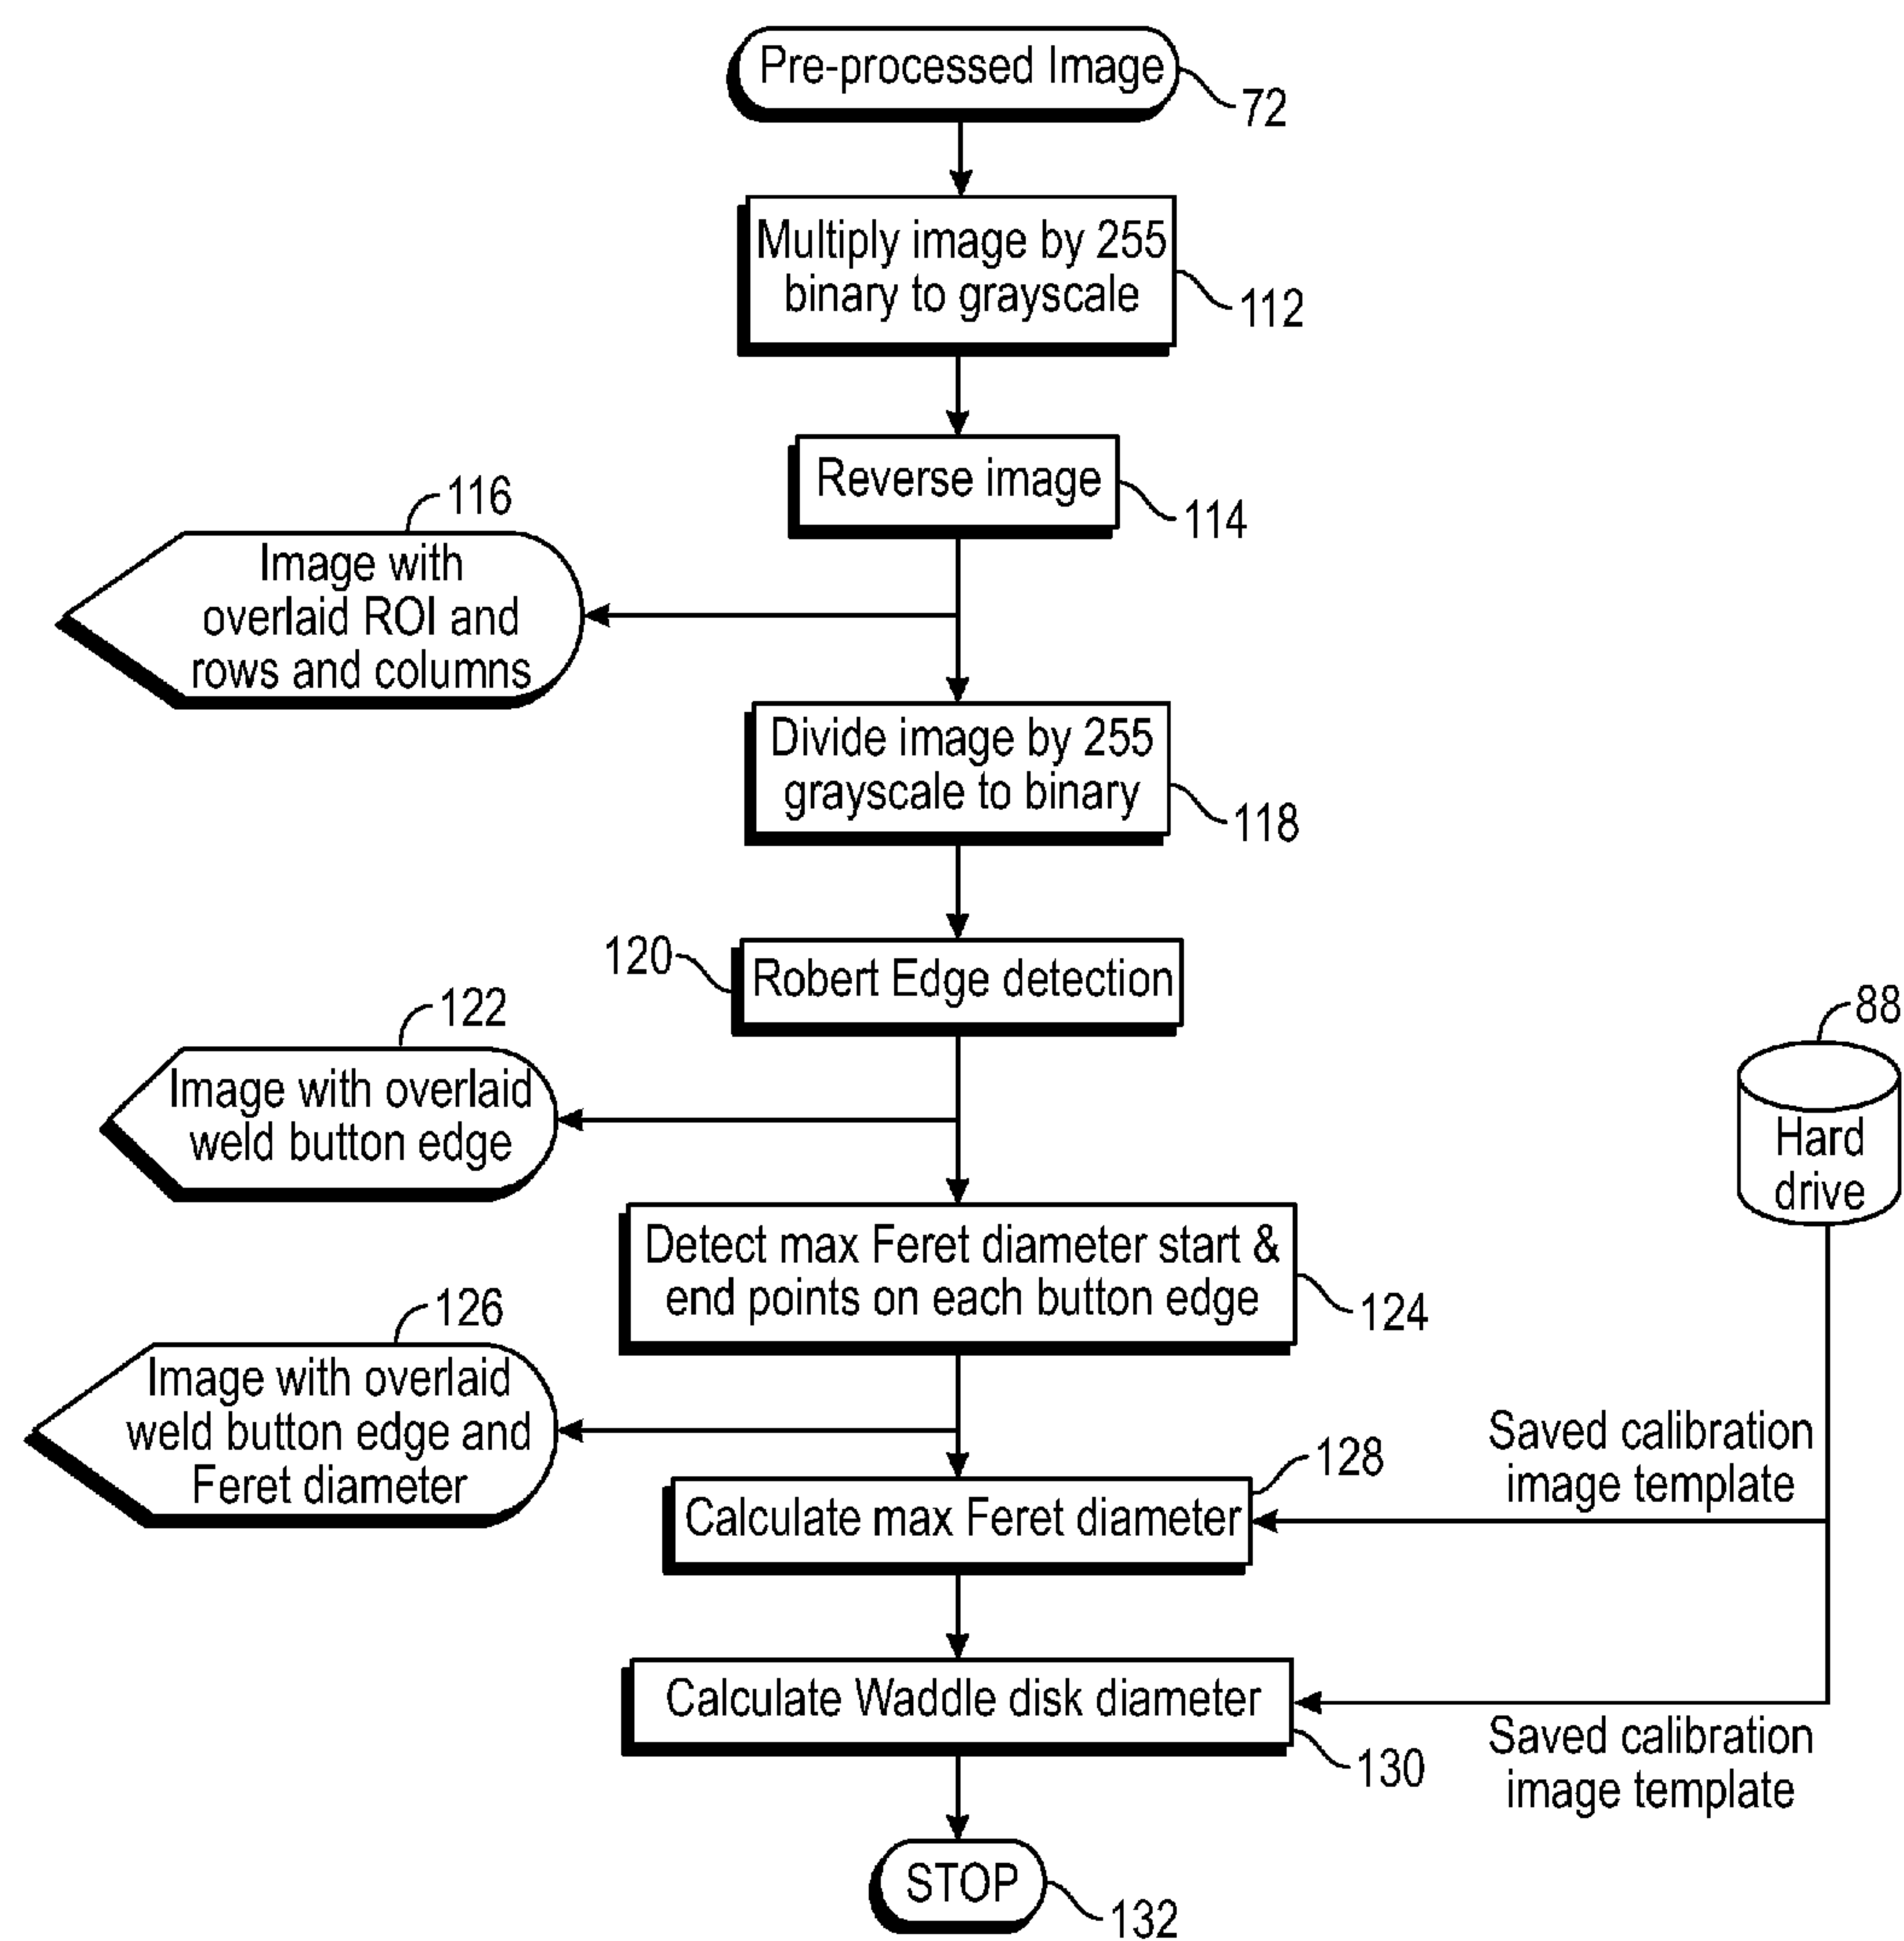 Pre-processed Image
72
Multiply image by 255
binary to grayscale
112
Reverse image
114
116
Image with
overlaid ROI and
rows and columns
Divide image by 255
grayscale to binary
118
120
Robert Edge detection
122
Image with overlaid
weld button edge
88
Hard
drive
Detect max Feret diameter start &
end points on each button edge
124
126
Image with overlaid
weld button edge and
Feret diameter
128
Calculate max Feret diameter
Saved calibration
image template
Calculate Waddle disk diameter
130
Saved calibration
image template
STOP
132